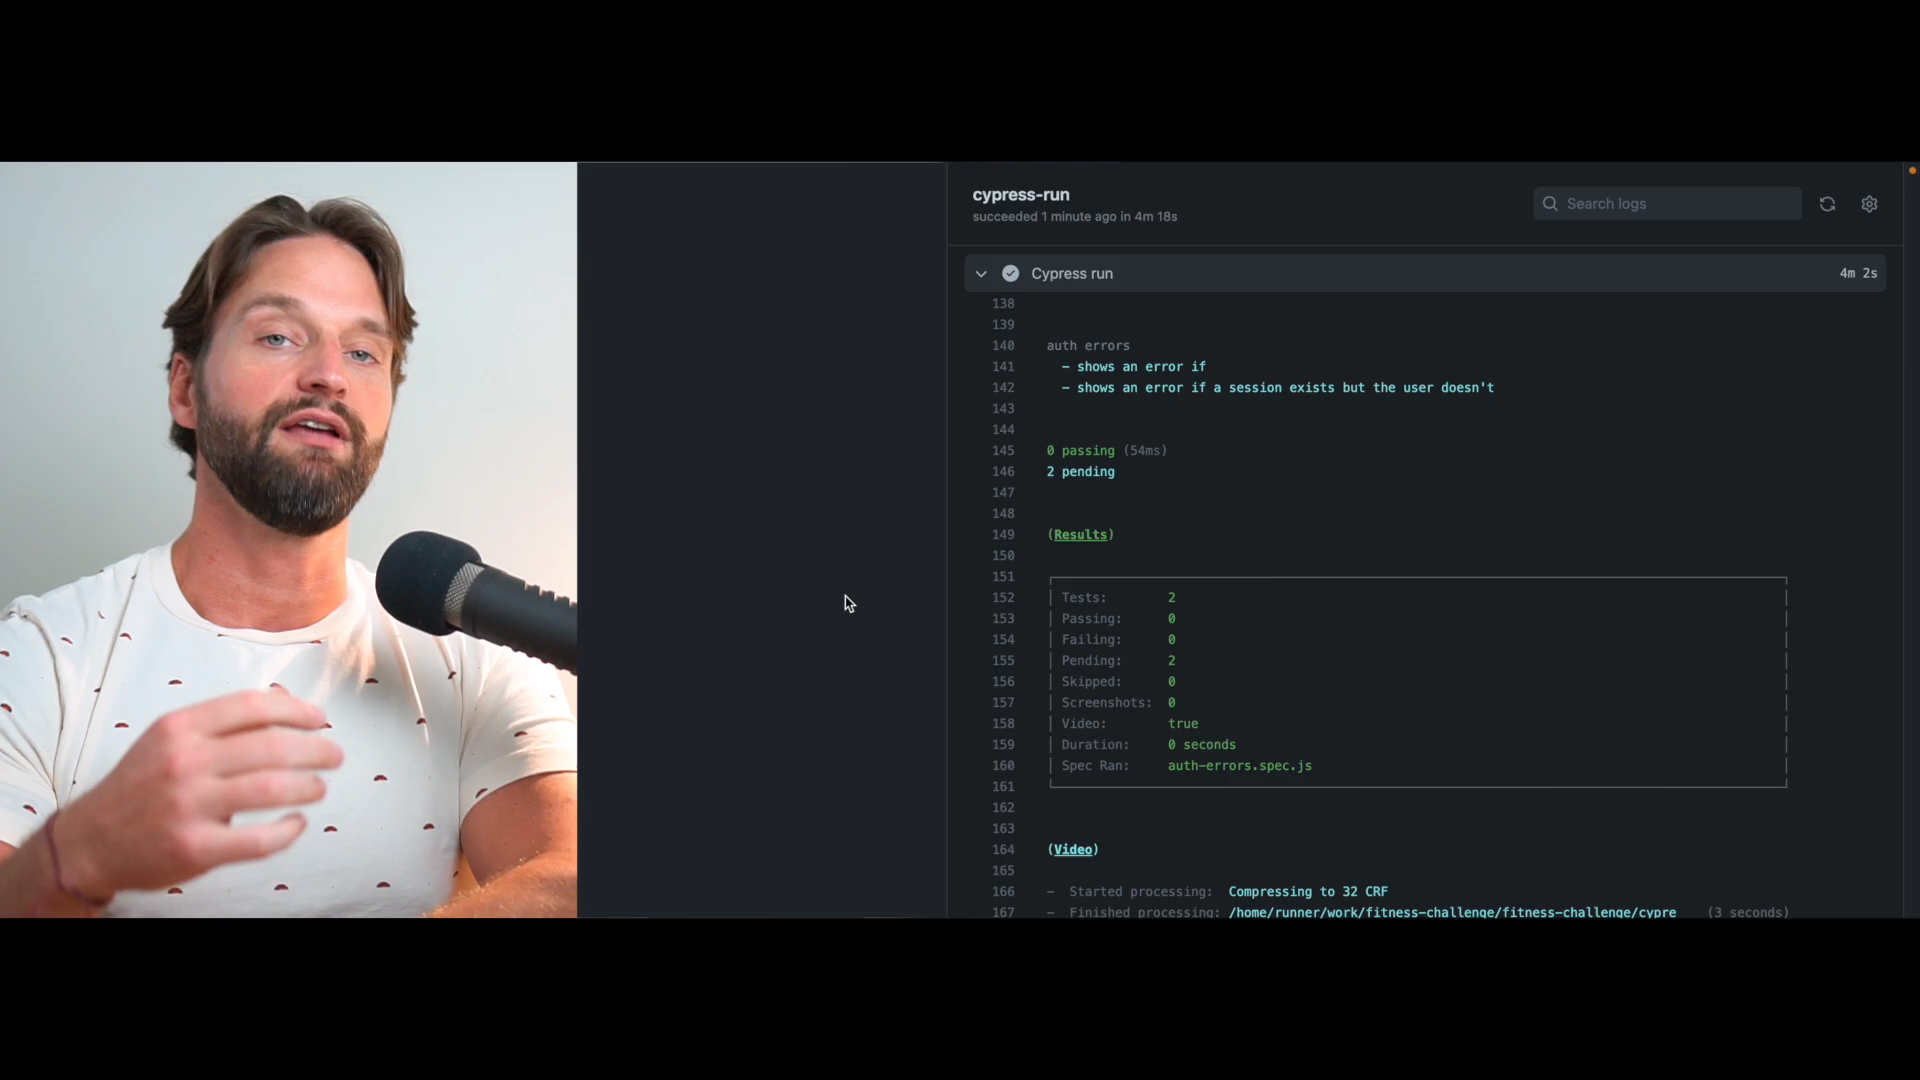 cypress-run
succeeded 1 minute ago in 4m 18s
Search logs
Cypress run
4m 2s
138
139
140 auth errors
141 - shows an error if
142 - shows an error if a session exists but the user doesn't
143
144
145 0 passing (54ms)
146 2 pending
147
148
149 (Results)
150
151
152 Tests: 2
153 Passing: 0
154 Failing: 0
155 Pending: 2
156 Skipped: 0
157 Screenshots: 0
158 Video: true
159 Duration: 0 seconds
160 Spec Ran: auth-errors.spec.js
161
162
163
164 (Video)
165
166 - Started processing: Compressing to 32 CRF
167 - Finished processing: /home/runner/work/fitness-challenge/fitness-challenge/cypre (3 seconds)